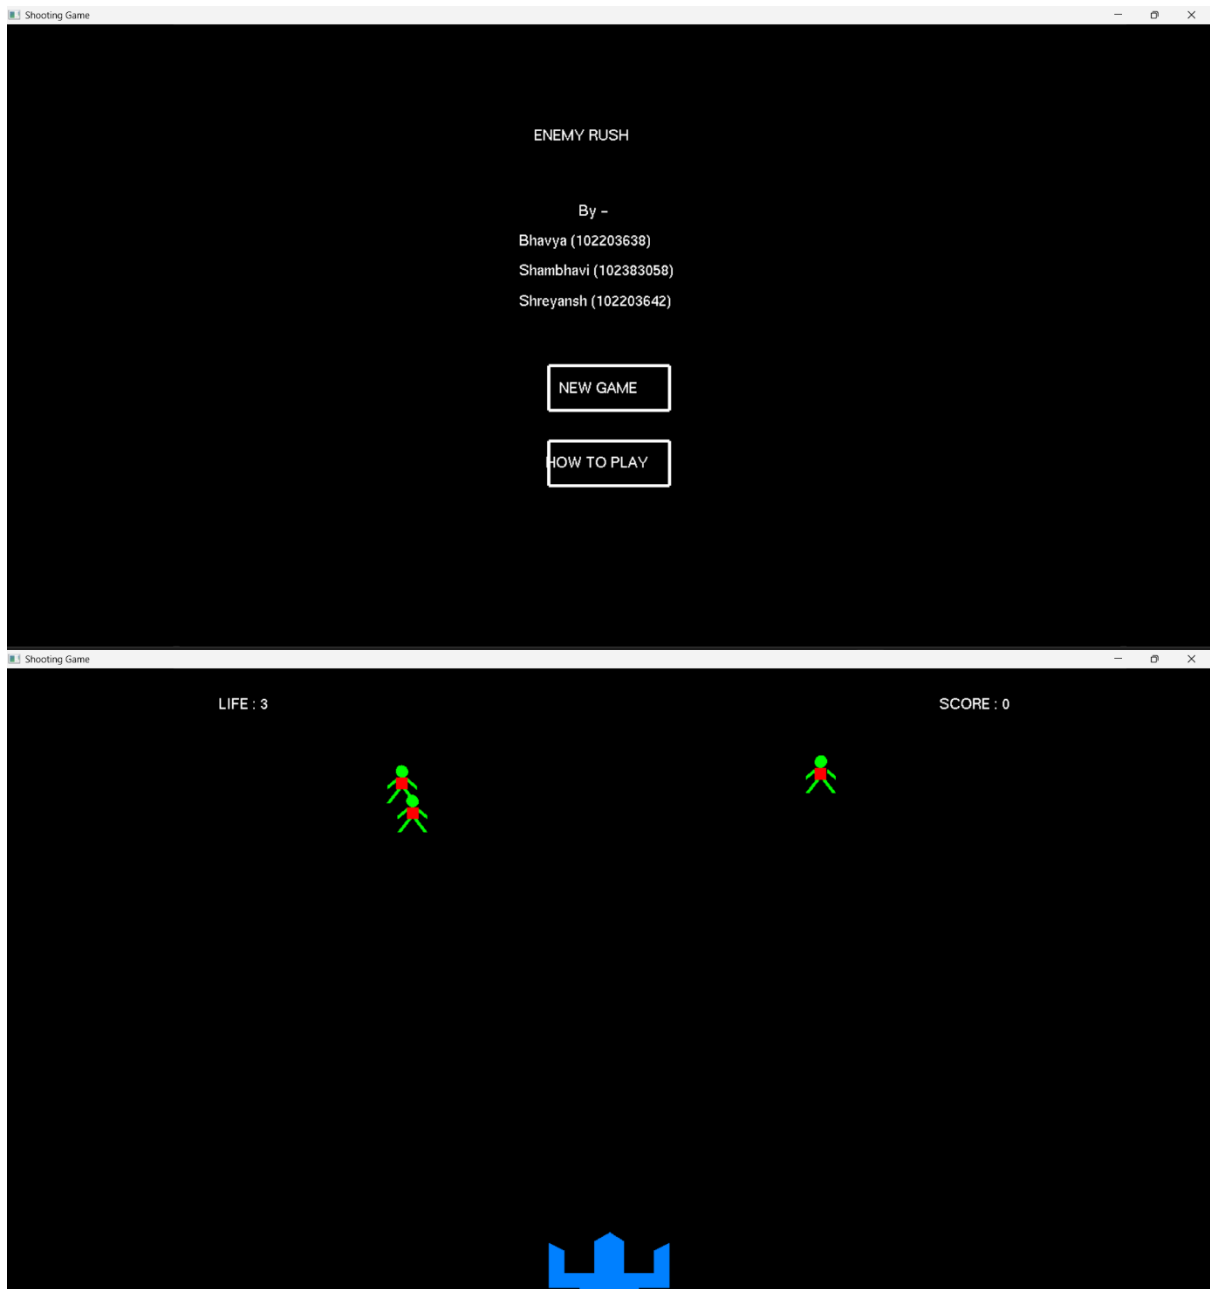 Shooting Game
ENEMY RUSH
By -
Bhavya (102203638)
Shambhavi (102383058)
Shreyansh (102203642)
NEW GAME
HOW TO PLAY
Shooting Game
LIFE : 3 SCORE : 0